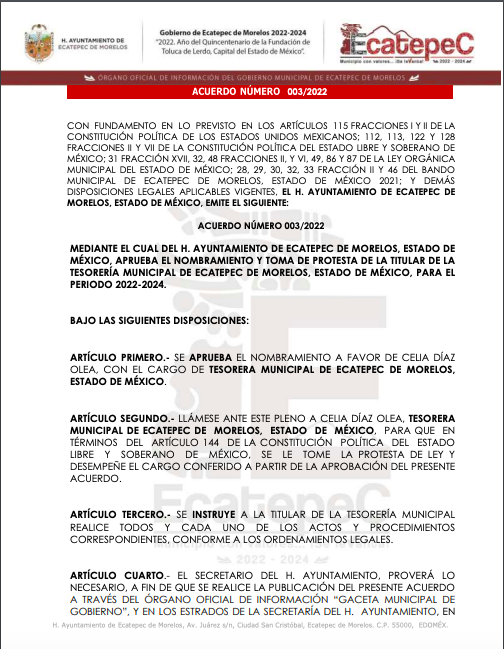 H. AYUNTAMIENTO DE
ECATEPEC DE MORELOS
Gobierno de Ecatepec de Morelos 2022-2024
"2022. Año del Quincentenario de la Fundación de
Toluca de Lerdo, Capital del Estado de México".
EcatepeC
Municipio con valores... ¡Se levanta!
2022 - 2024
ÓRGANO OFICIAL DE INFORMACIÓN DEL GOBIERNO MUNICIPAL DE ECATEPEC DE MORELOS
ACUERDO NÚMERO 003/2022
CON FUNDAMENTO EN LO PREVISTO EN LOS ARTÍCULOS 115 FRACCIONES I Y II DE LA
CONSTITUCIÓN POLÍTICA DE LOS ESTADOS UNIDOS MEXICANOS; 112, 113, 122 Y 128
FRACCIONES II Y VII DE LA CONSTITUCIÓN POLÍTICA DEL ESTADO LIBRE Y SOBERANO DE
MÉXICO; 31 FRACCIÓN XVII, 32, 48 FRACCIONES II, Y VI, 49, 86 Y 87 DE LA LEY ORGÁNICA
MUNICIPAL DEL ESTADO DE MÉXICO; 28, 29, 30, 32, 33 FRACCIÓN II Y 46 DEL BANDO
MUNICIPAL DE ECATEPEC DE MORELOS, ESTADO DE MÉXICO 2021; Y DEMÁS
DISPOSICIONES LEGALES APLICABLES VIGENTES, EL H. AYUNTAMIENTO DE ECATEPEC DE
MORELOS, ESTADO DE MÉXICO, EMITE EL SIGUIENTE:
ACUERDO NÚMERO 003/2022
MEDIANTE EL CUAL DEL H. AYUNTAMIENTO DE ECATEPEC DE MORELOS, ESTADO DE
MÉXICO, APRUEBA EL NOMBRAMIENTO Y TOMA DE PROTESTA DE LA TITULAR DE LA
TESORERÍA MUNICIPAL DE ECATEPEC DE MORELOS, ESTADO DE MÉXICO, PARA EL
PERIODO 2022-2024.
BAJO LAS SIGUIENTES DISPOSICIONES:
ARTÍCULO PRIMERO.- SE APRUEBA EL NOMBRAMIENTO A FAVOR DE CELIA DÍAZ
OLEA, CON EL CARGO DE TESORERA MUNICIPAL DE ECATEPEC DE MORELOS,
ESTADO DE MÉXICO.
ARTÍCULO SEGUNDO.- LLÁMESE ANTE ESTE PLENO A CELIA DÍAZ OLEA, TESORERA
MUNICIPAL DE ECATEPEC DE MORELOS, ESTADO DE MÉXICO, PARA QUE EN
TÉRMINOS DEL ARTÍCULO 144 DE LA CONSTITUCIÓN POLÍTICA DEL ESTADO
LIBRE Y SOBERANO DE MÉXICO, SE LE TOME LA PROTESTA DE LEY Y
DESEMPEÑE EL CARGO CONFERIDO A PARTIR DE LA APROBACIÓN DEL PRESENTE
ACUERDO.
EcatepeC
ARTÍCULO TERCERO.- SE INSTRUYE A LA TITULAR DE LA TESORERÍA MUNICIPAL
REALICE TODOS Y CADA UNO DE LOS ACTOS Y PROCEDIMIENTOS
CORRESPONDIENTES, CONFORME A LOS ORDENAMIENTOS LEGALES.
Municipio con valores... ¡Se levanta!
2022 - 2024
ARTÍCULO CUARTO.- EL SECRETARIO DEL H. AYUNTAMIENTO, PROVERÁ LO
NECESARIO, A FIN DE QUE SE REALICE LA PUBLICACIÓN DEL PRESENTE ACUERDO
A TRAVÉS DEL ÓRGANO OFICIAL DE INFORMACIÓN "GACETA MUNICIPAL DE
GOBIERNO", Y EN LOS ESTRADOS DE LA SECRETARÍA DEL H. AYUNTAMIENTO, EN
H. Ayuntamiento de Ecatepec de Morelos, Av. Juárez s/n, Ciudad San Cristóbal, Ecatepec de Morelos. C.P. 55000, EDOMÉX.